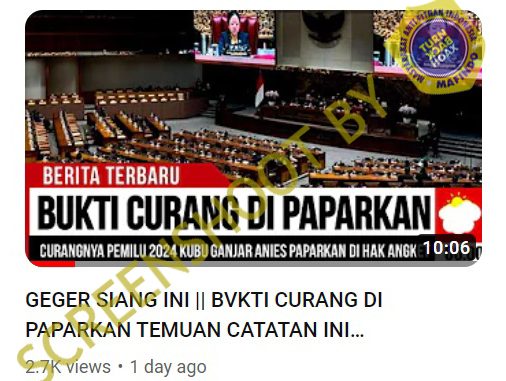 TURN BACK HOAX
MAFINDO
BERITA TERBARU
BUKTI CURANG DI PAPARKAN
CURANGNYA PEMILU 2024 KUBU GANJAR ANIES PAPARKAN DI HAK ANGK
10:06
GEGER SIANG INI || BVKTI CURANG DI
PAPARKAN TEMUAN CATATAN INI...
2.7K views • 1 day ago
SCREENSHOOT BY